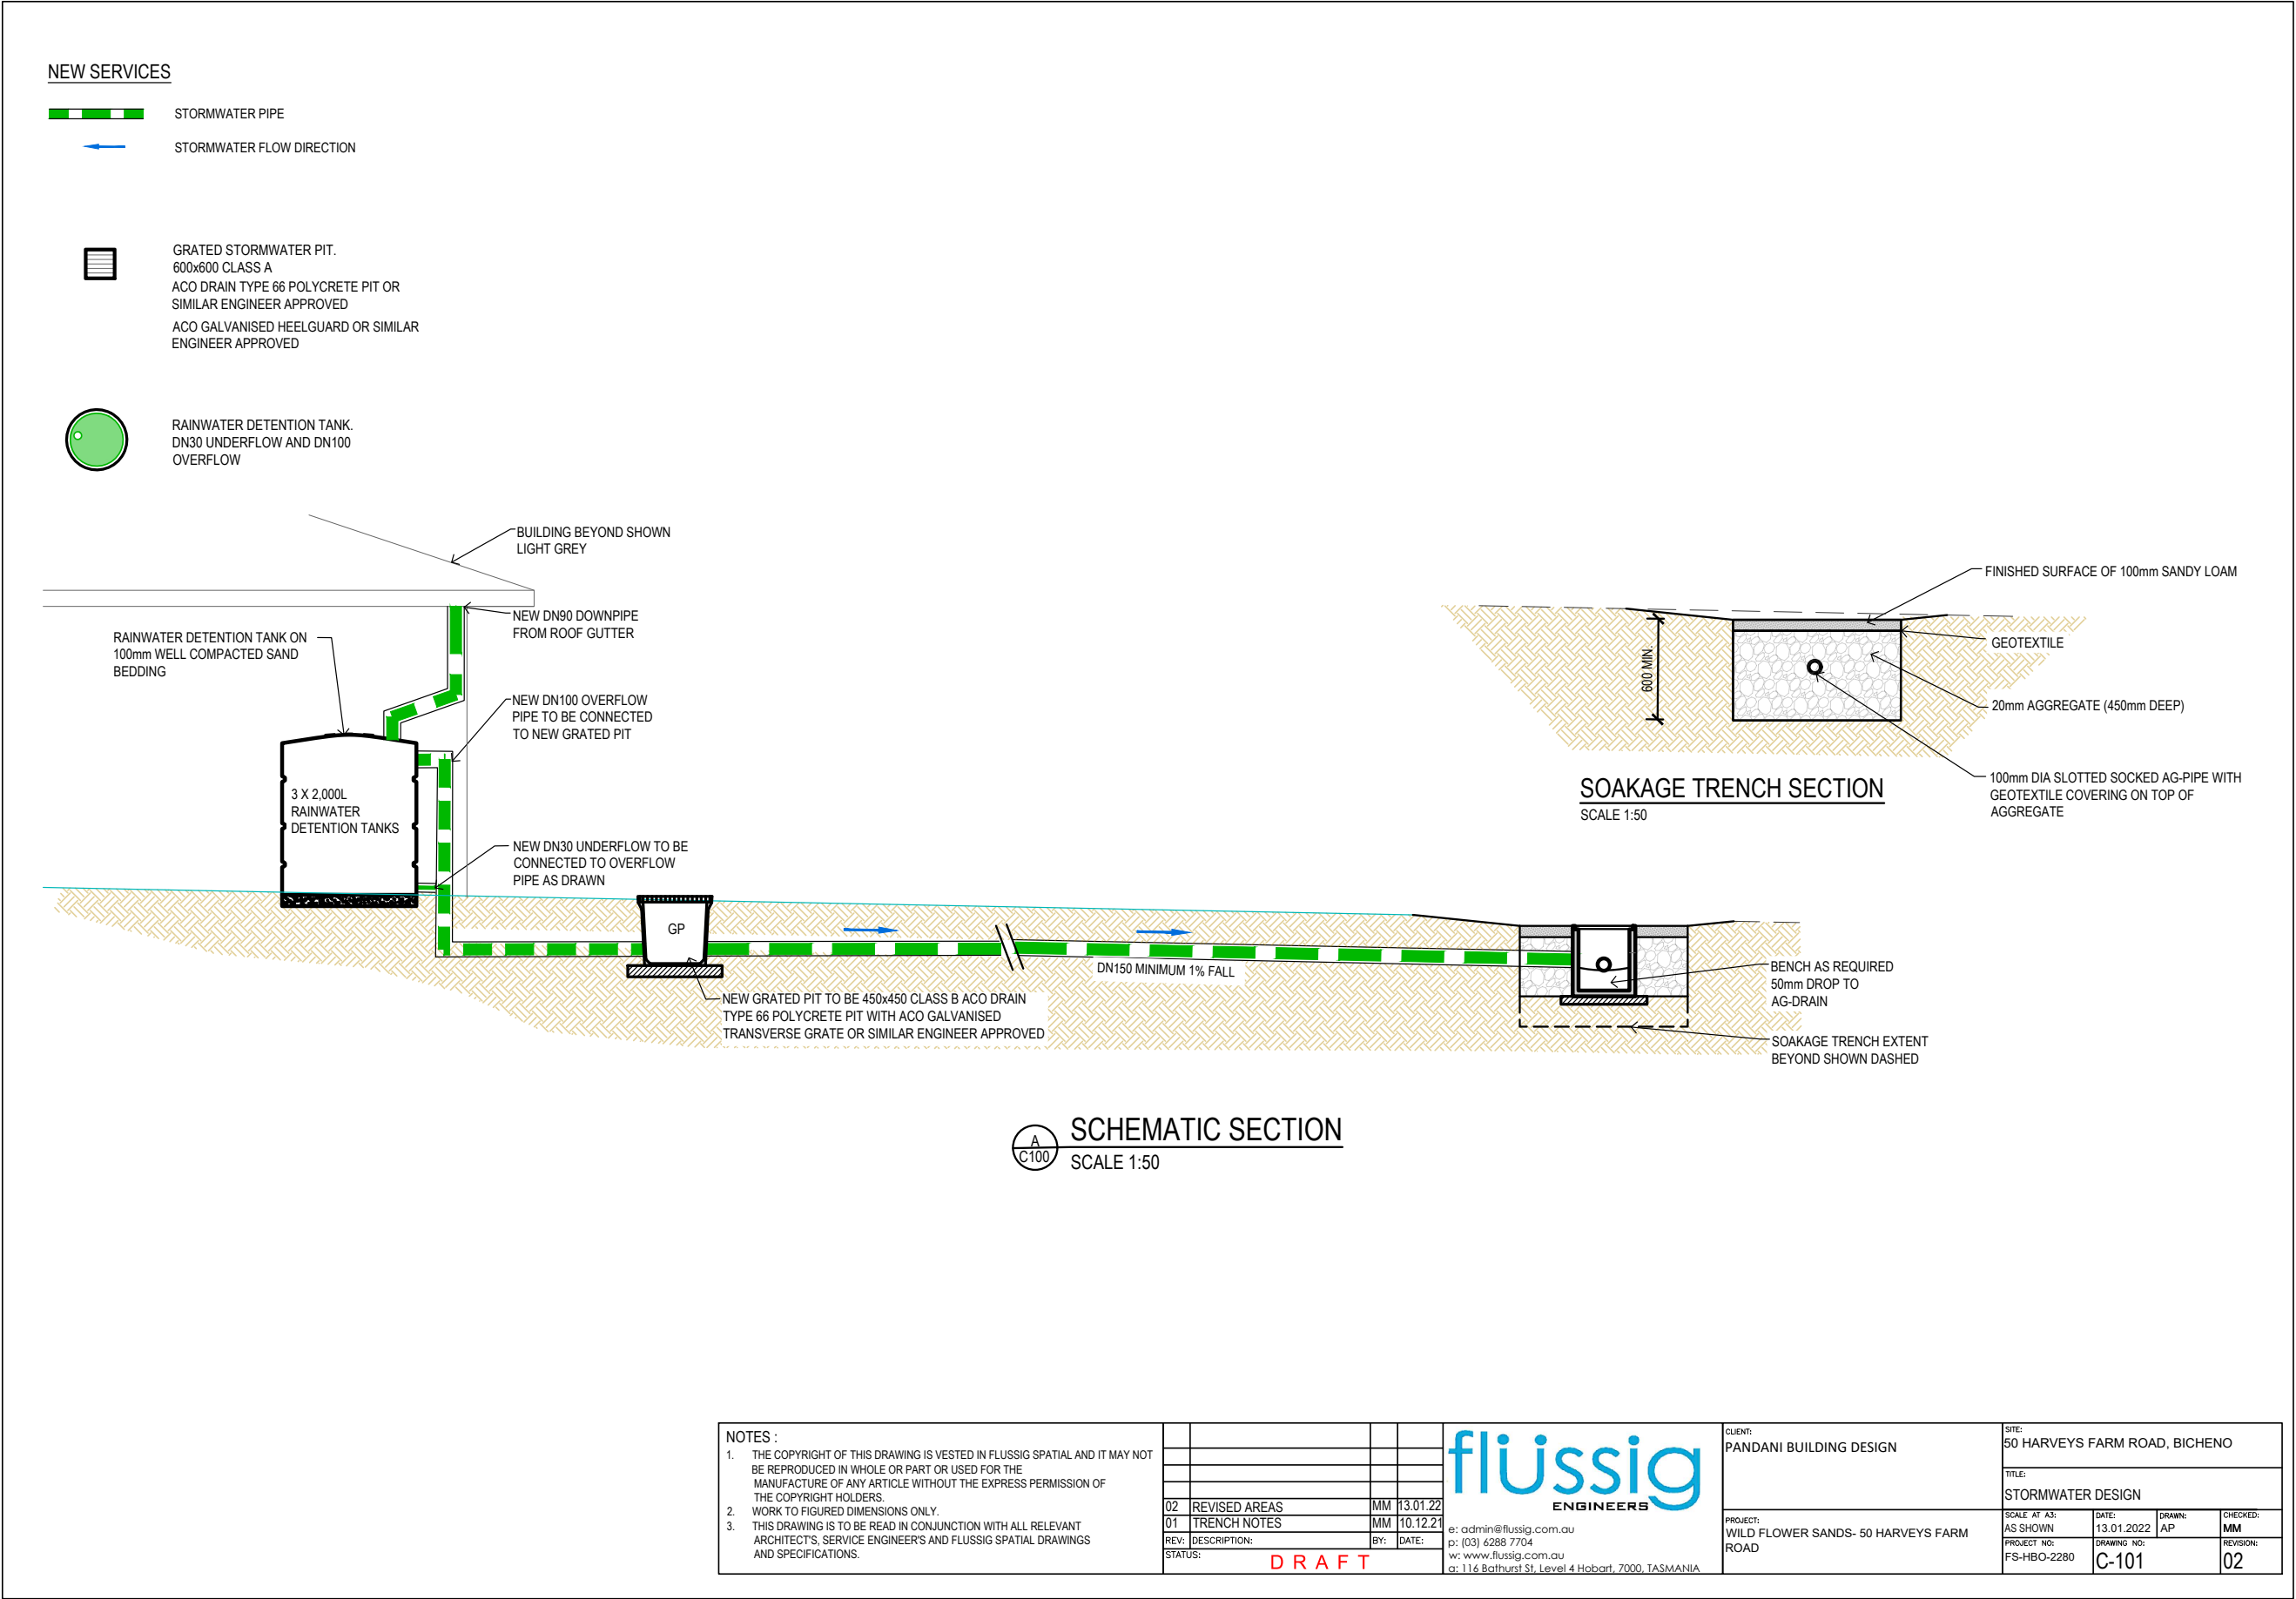 NEW SERVICES
STORMWATER PIPE
STORMWATER FLOW DIRECTION
GRATED STORMWATER PIT.
600x600 CLASS A
ACO DRAIN TYPE 66 POLYCRETE PIT OR
SIMILAR ENGINEER APPROVED
ACO GALVANISED HEELGUARD OR SIMILAR
ENGINEER APPROVED
RAINWATER DETENTION TANK.
DN30 UNDERFLOW AND DN100
OVERFLOW
BUILDING BEYOND SHOWN
LIGHT GREY
NEW DN90 DOWNPIPE
FROM ROOF GUTTER
RAINWATER DETENTION TANK ON
100mm WELL COMPACTED SAND
BEDDING
NEW DN100 OVERFLOW
PIPE TO BE CONNECTED
TO NEW GRATED PIT
3 X 2,000L
RAINWATER
DETENTION TANKS
NEW DN30 UNDERFLOW TO BE
CONNECTED TO OVERFLOW
PIPE AS DRAWN
GP
DN150 MINIMUM 1% FALL
NEW GRATED PIT TO BE 450x450 CLASS B ACO DRAIN
TYPE 66 POLYCRETE PIT WITH ACO GALVANISED
TRANSVERSE GRATE OR SIMILAR ENGINEER APPROVED
FINISHED SURFACE OF 100mm SANDY LOAM
GEOTEXTILE
600 MIN.
20mm AGGREGATE (450mm DEEP)
100mm DIA SLOTTED SOCKED AG-PIPE WITH
GEOTEXTILE COVERING ON TOP OF
AGGREGATE
SOAKAGE TRENCH SECTION
SCALE 1:50
BENCH AS REQUIRED
50mm DROP TO
AG-DRAIN
SOAKAGE TRENCH EXTENT
BEYOND SHOWN DASHED
A
C100
SCHEMATIC SECTION
SCALE 1:50
NOTES :
1. THE COPYRIGHT OF THIS DRAWING IS VESTED IN FLUSSIG SPATIAL AND IT MAY NOT
BE REPRODUCED IN WHOLE OR PART OR USED FOR THE
MANUFACTURE OF ANY ARTICLE WITHOUT THE EXPRESS PERMISSION OF
THE COPYRIGHT HOLDERS.
2. WORK TO FIGURED DIMENSIONS ONLY.
3. THIS DRAWING IS TO BE READ IN CONJUNCTION WITH ALL RELEVANT
ARCHITECT'S, SERVICE ENGINEER'S AND FLUSSIG SPATIAL DRAWINGS
AND SPECIFICATIONS.
02 REVISED AREAS MM 13.01.22
01 TRENCH NOTES MM 10.12.21
REV: DESCRIPTION: BY: DATE:
STATUS: DRAFT
flüssig
ENGINEERS
e: admin@flussig.com.au
p: (03) 6288 7704
w: www.flussig.com.au
a: 116 Bathurst St, Level 4 Hobart, 7000, TASMANIA
CLIENT:
PANDANI BUILDING DESIGN
PROJECT:
WILD FLOWER SANDS- 50 HARVEYS FARM
ROAD
SITE:
50 HARVEYS FARM ROAD, BICHENO
TITLE:
STORMWATER DESIGN
SCALE AT A3: DATE: DRAWN: CHECKED:
AS SHOWN 13.01.2022 AP MM
PROJECT NO: DRAWING NO: REVISION:
FS-HBO-2280 C-101 02